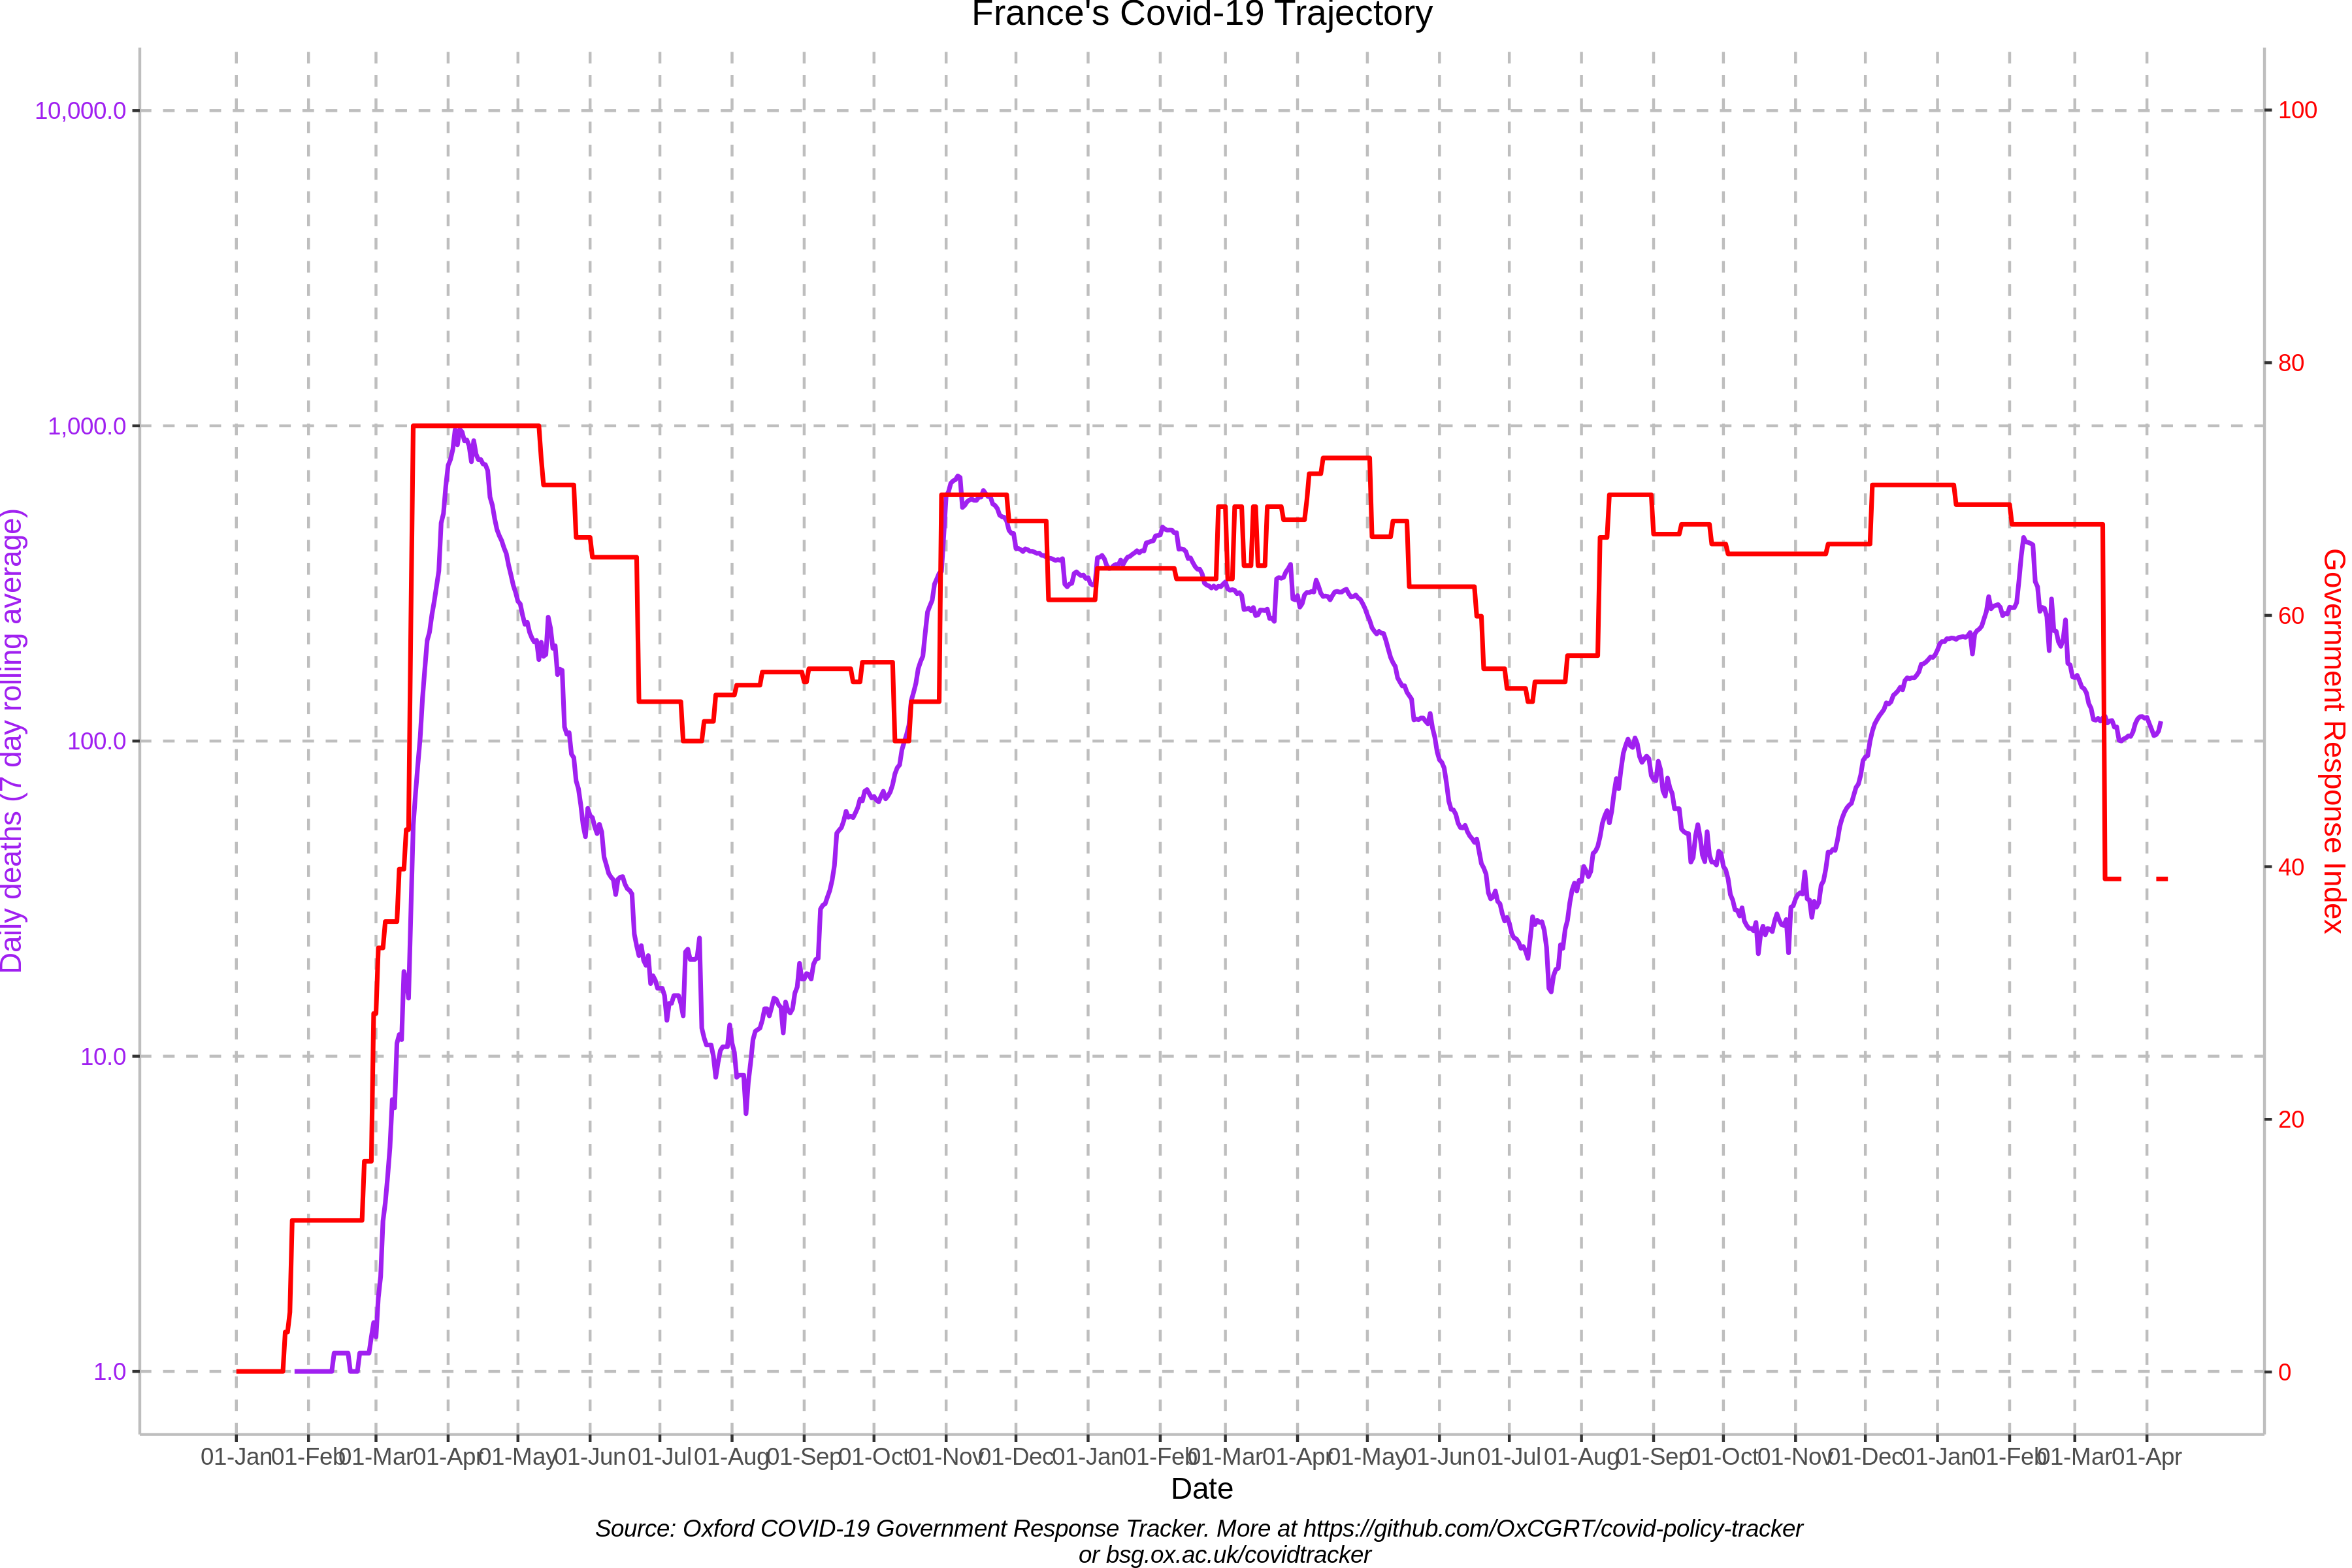 France's Covid-19 Trajectory
10,000.0
1,000.0
100.0
10.0
1.0
Daily deaths (7 day rolling average)
100
80
60
40
20
0
Government Response Index
01-Jan 01-Feb 01-Mar 01-Apr 01-May 01-Jun 01-Jul 01-Aug 01-Sep 01-Oct 01-Nov 01-Dec 01-Jan 01-Feb 01-Mar 01-Apr 01-May 01-Jun 01-Jul 01-Aug 01-Sep 01-Oct 01-Nov 01-Dec 01-Jan 01-Feb 01-Mar 01-Apr
Date
Source: Oxford COVID-19 Government Response Tracker. More at https://github.com/OxCGRT/covid-policy-tracker
or bsg.ox.ac.uk/covidtracker